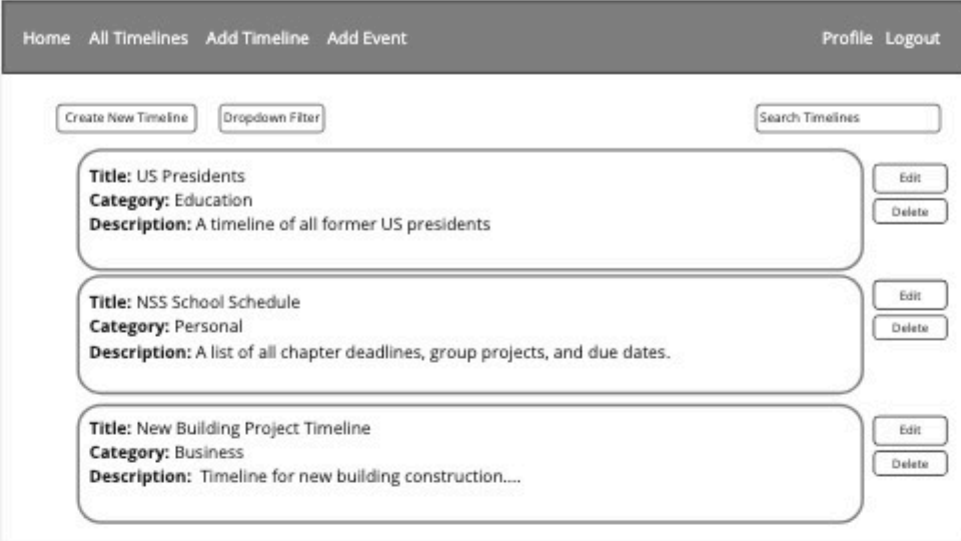 Home All Timelines Add Timeline Add Event Profile Logout
Create New Timeline Dropdown Filter Search Timelines
Title: US Presidents
Category: Education
Description: A timeline of all former US presidents
Edit
Delete
Title: NSS School Schedule
Category: Personal
Description: A list of all chapter deadlines, group projects, and due dates.
Edit
Delete
Title: New Building Project Timeline
Category: Business
Description: Timeline for new building construction....
Edit
Delete